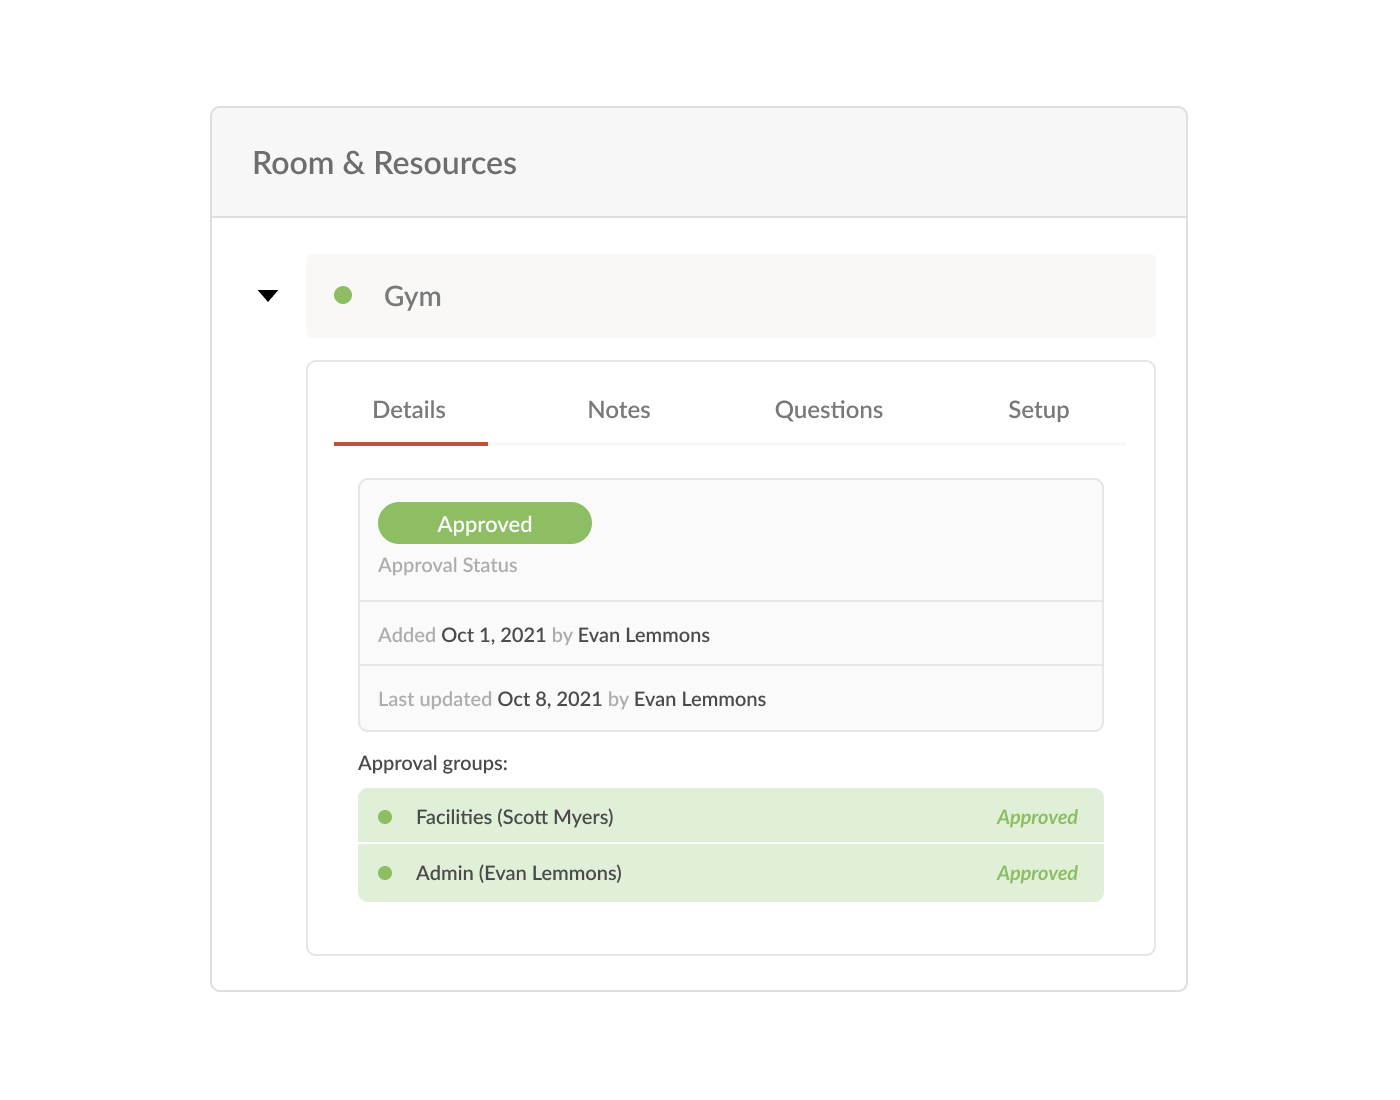 Room & Resources
Gym
Details Notes Questions Setup
Approved
Approval Status
Added Oct 1, 2021 by Evan Lemmons
Last updated Oct 8, 2021 by Evan Lemmons
Approval groups:
Facilities (Scott Myers) Approved
Admin (Evan Lemmons) Approved